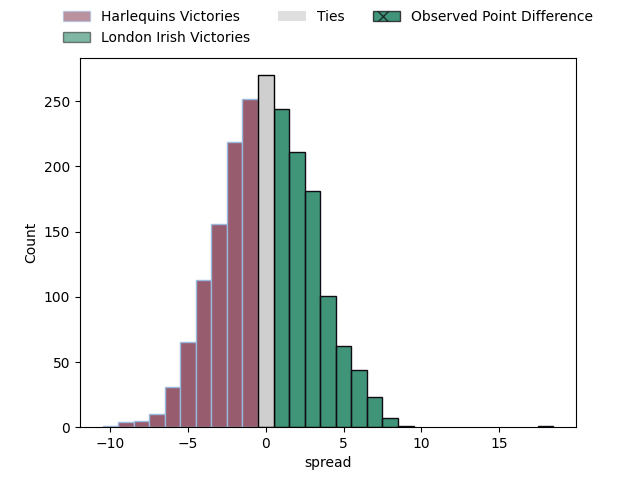 Harlequins Victories
London Irish Victories
Ties
Observed Point Difference
250
200
150
100
50
0
Count
−10 −5 0 5 10 15
spread